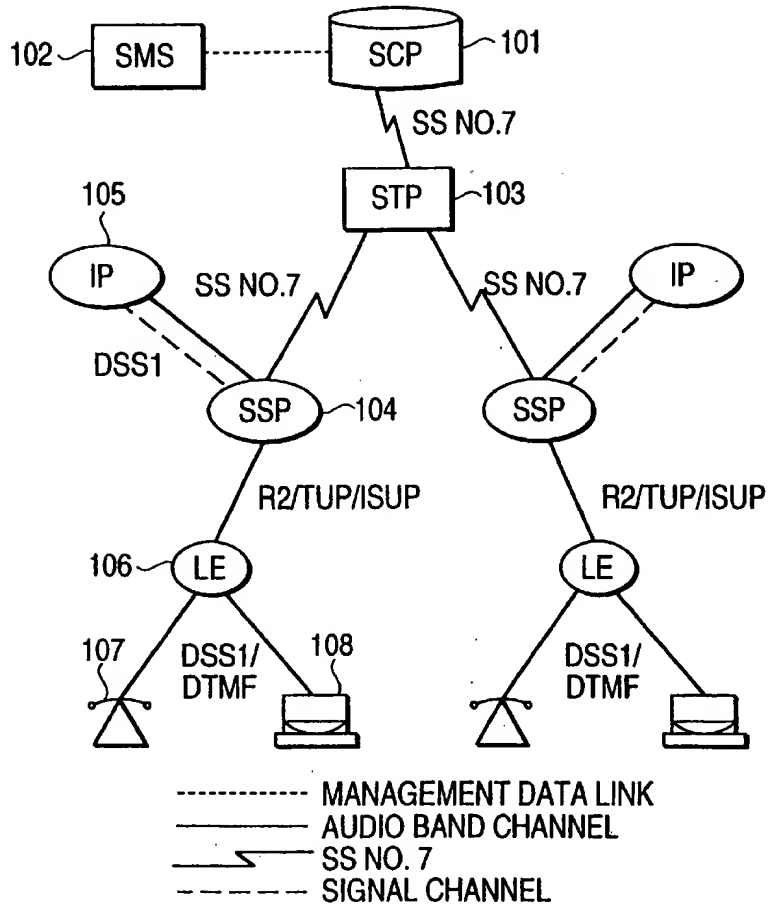 102 SMS SCP 101
SS NO.7
STP 103
105
IP SS NO.7 SS NO.7 IP
DSS1
SSP 104 SSP
R2/TUP/ISUP R2/TUP/ISUP
106 LE LE
107 DSS1/
DTMF 108 DSS1/
DTMF
MANAGEMENT DATA LINK
AUDIO BAND CHANNEL
SS NO. 7
SIGNAL CHANNEL